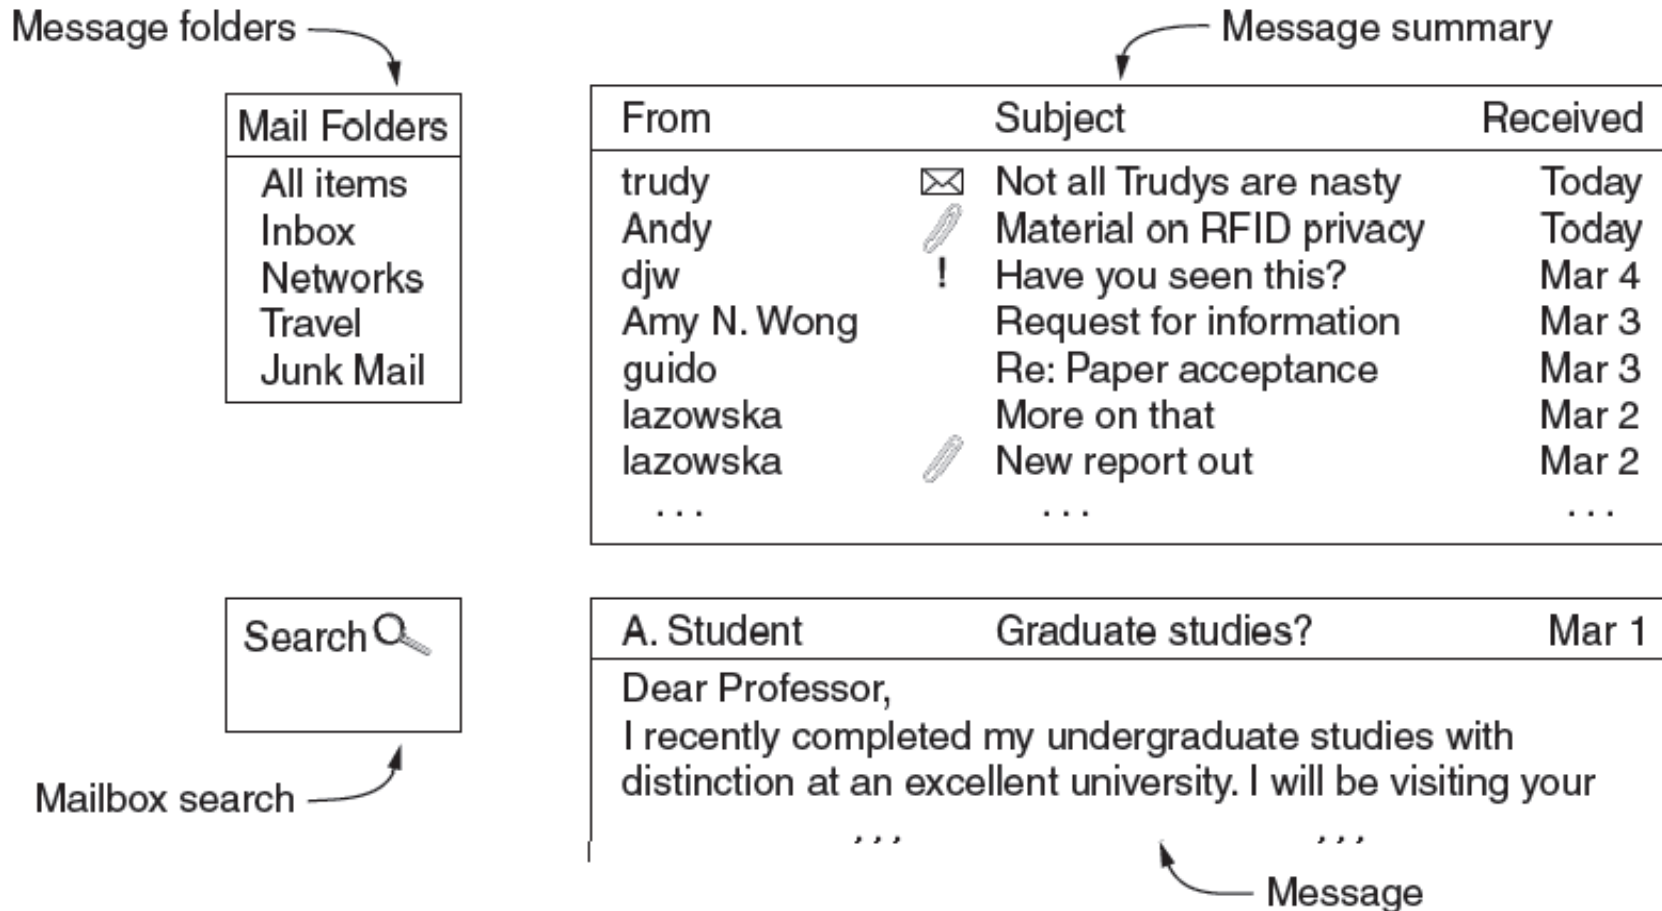 Message folders
Message summary
Mail Folders
All items
Inbox
Networks
Travel
Junk Mail
From Subject Received
trudy Not all Trudys are nasty Today
Andy Material on RFID privacy Today
djw ! Have you seen this? Mar 4
Amy N. Wong Request for information Mar 3
guido Re: Paper acceptance Mar 3
lazowska More on that Mar 2
lazowska New report out Mar 2
. . . . . . . . .
Search
Mailbox search
A. Student Graduate studies? Mar 1
Dear Professor,
I recently completed my undergraduate studies with
distinction at an excellent university. I will be visiting your
. . . . . .
Message